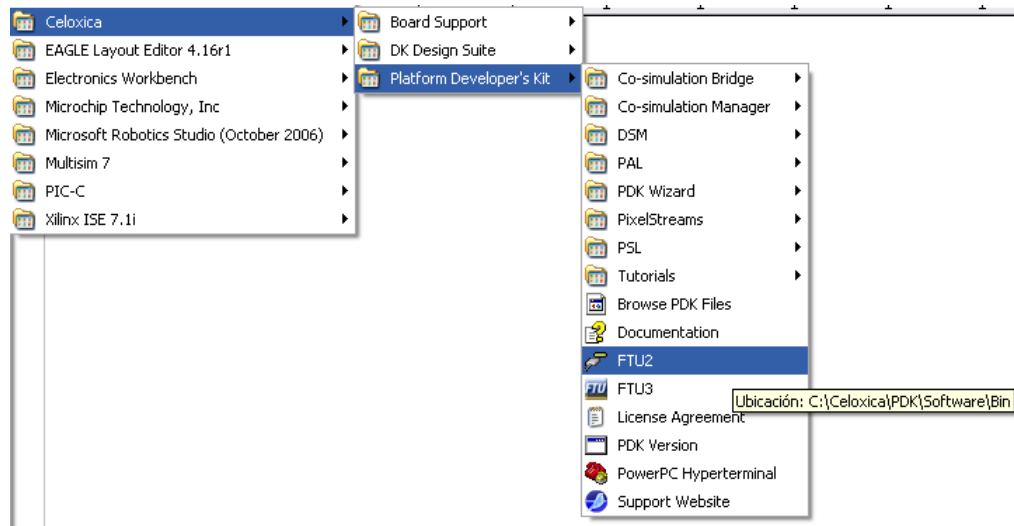 Celoxica
EAGLE Layout Editor 4.16r1
Electronics Workbench
Microchip Technology, Inc
Microsoft Robotics Studio (October 2006)
Multisim 7
PIC-C
Xilinx ISE 7.1i
Board Support
DK Design Suite
Platform Developer's Kit
Co-simulation Bridge
Co-simulation Manager
DSM
PAL
PDK Wizard
PixelStreams
PSL
Tutorials
Browse PDK Files
Documentation
FTU2
FTU FTU3
Ubicación: C:\Celoxica\PDK\Software\Bin
License Agreement
PDK Version
PowerPC Hyperterminal
Support Website